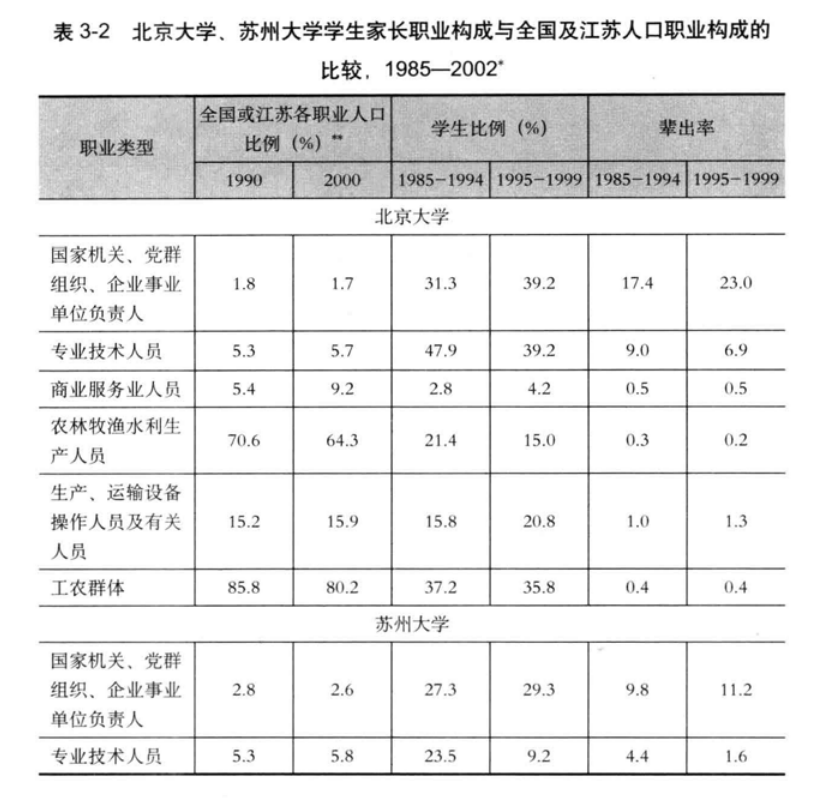 表 3-2 北京大学、苏州大学学生家长职业构成与全国及江苏人口职业构成的
比较，1985—2002*
职业类型
全国或江苏各职业人口
比例（%）**
学生比例（%）
辈出率
1990 2000 1985-1994 1995-1999 1985-1994 1995-1999
北京大学
国家机关、党群
组织、企业事业
单位负责人
1.8 1.7 31.3 39.2 17.4 23.0
专业技术人员 5.3 5.7 47.9 39.2 9.0 6.9
商业服务业人员 5.4 9.2 2.8 4.2 0.5 0.5
农林牧渔水利生
产人员
70.6 64.3 21.4 15.0 0.3 0.2
生产、运输设备
操作人员及有关
人员
15.2 15.9 15.8 20.8 1.0 1.3
工农群体 85.8 80.2 37.2 35.8 0.4 0.4
苏州大学
国家机关、党群
组织、企业事业
单位负责人
2.8 2.6 27.3 29.3 9.8 11.2
专业技术人员 5.3 5.8 23.5 9.2 4.4 1.6